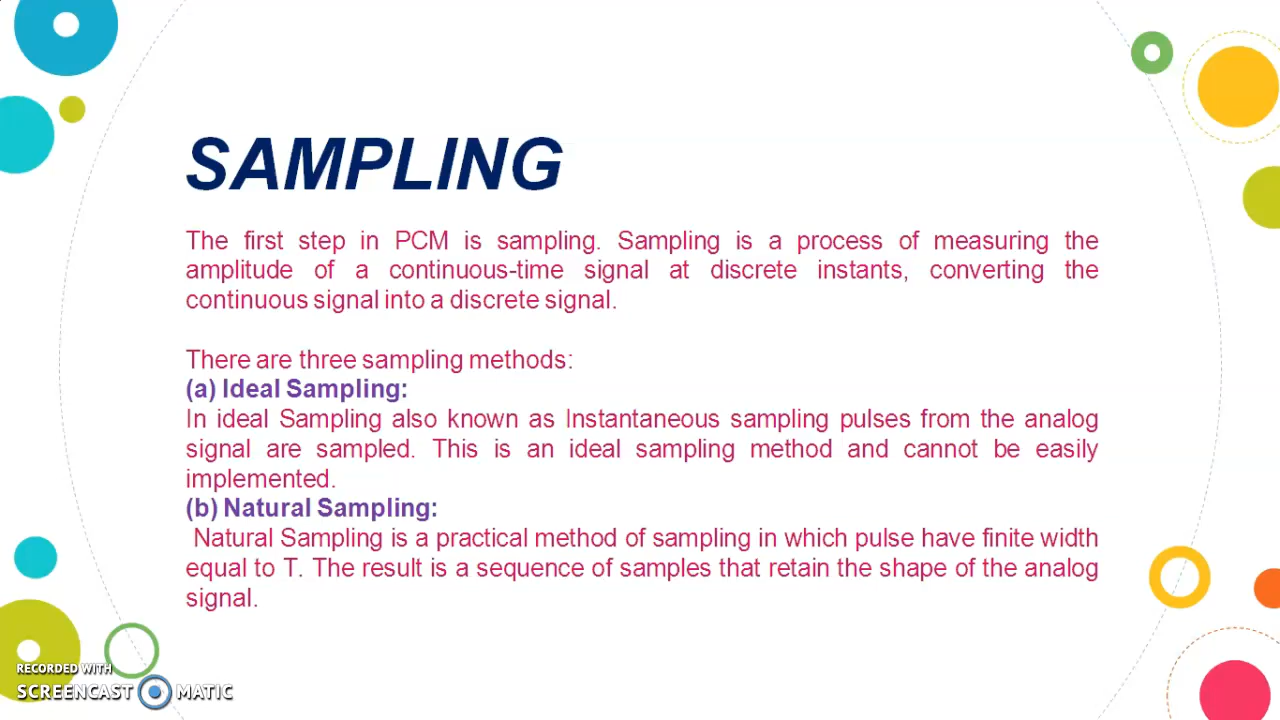 SAMPLING
The first step in PCM is sampling. Sampling is a process of measuring the
amplitude of a continuous-time signal at discrete instants, converting the
continuous signal into a discrete signal.
There are three sampling methods:
(a) Ideal Sampling:
In ideal Sampling also known as Instantaneous sampling pulses from the analog
signal are sampled. This is an ideal sampling method and cannot be easily
implemented.
(b) Natural Sampling:
Natural Sampling is a practical method of sampling in which pulse have finite width
equal to T. The result is a sequence of samples that retain the shape of the analog
signal.
RECORDED WITH
SCREENCAST MATIC